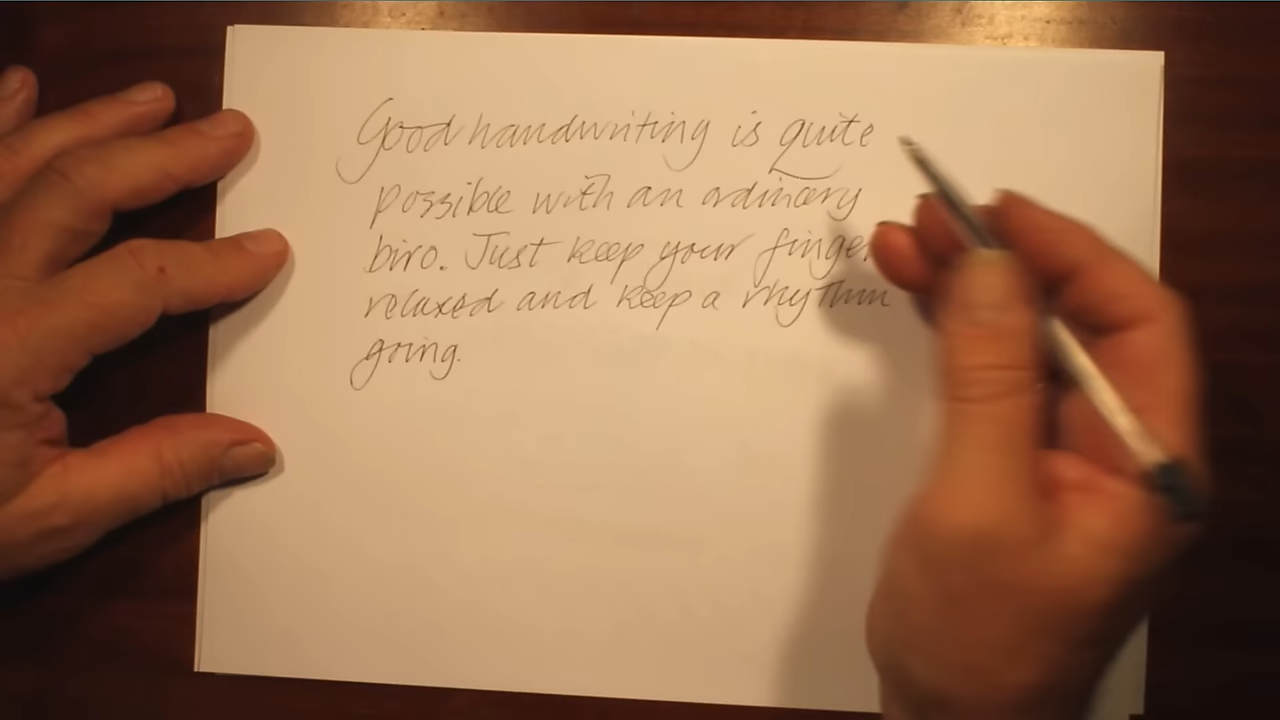 Good handwriting is quite
possible with an ordinary
biro. Just keep your finger
relaxed and keep a rhythm
going.